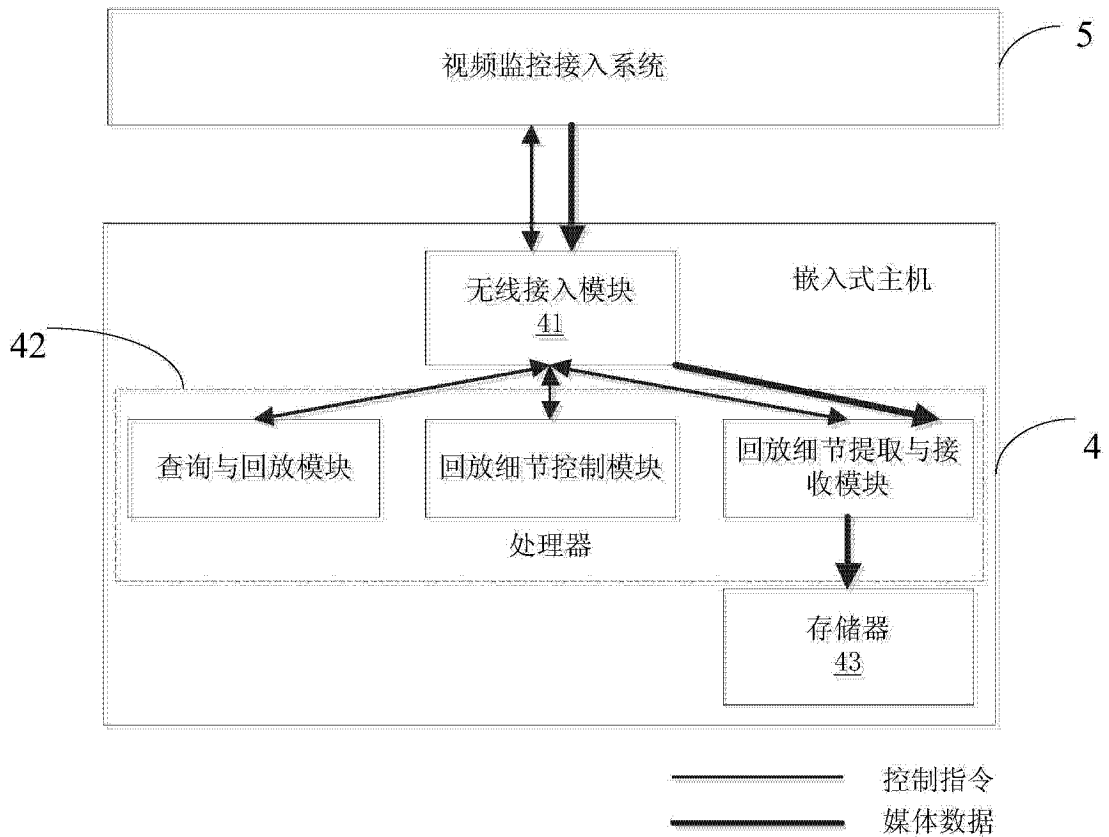 视频监控接入系统
5
无线接入模块
41
嵌入式主机
42
查询与回放模块
回放细节控制模块
回放细节提取与接
收模块
4
处理器
存储器
43
控制指令
媒体数据